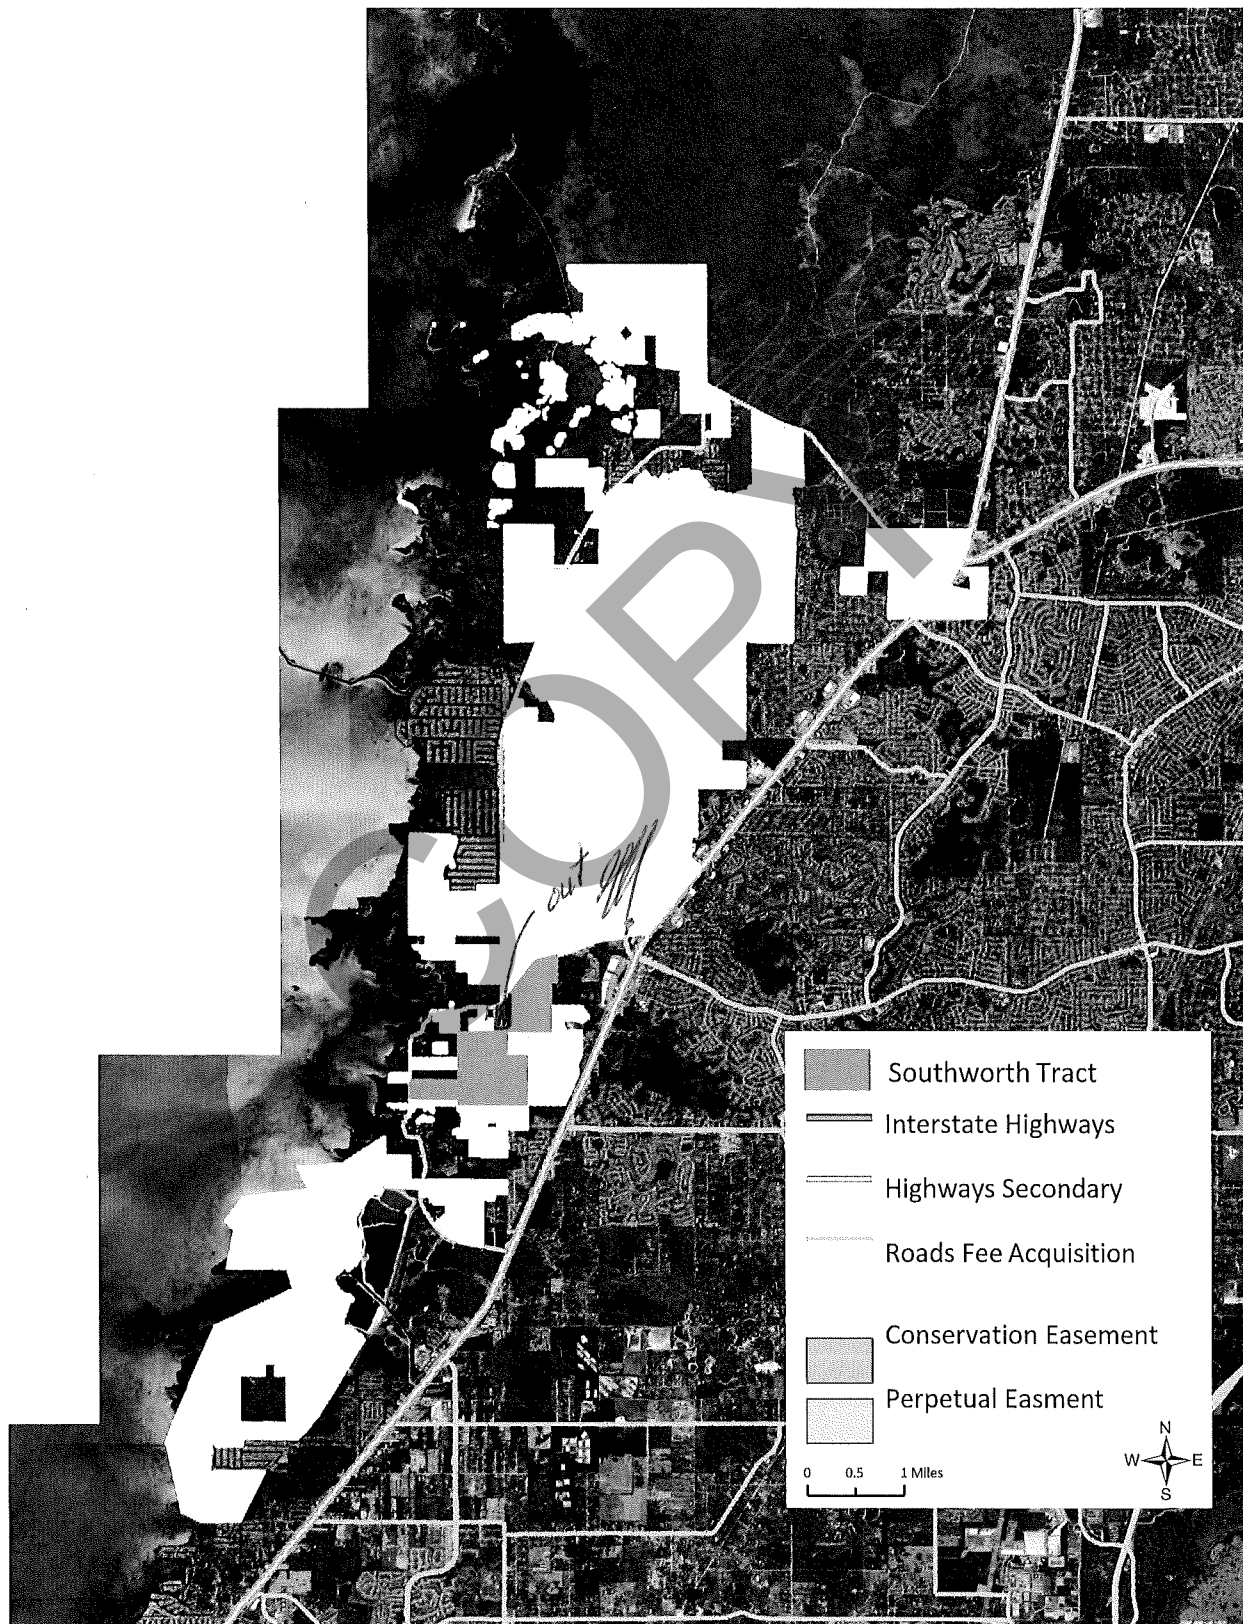 COPY
out
Southworth Tract
Interstate Highways
Highways Secondary
Roads Fee Acquisition
Conservation Easement
Perpetual Easment
0 0.5 1 Miles
N
W E
S